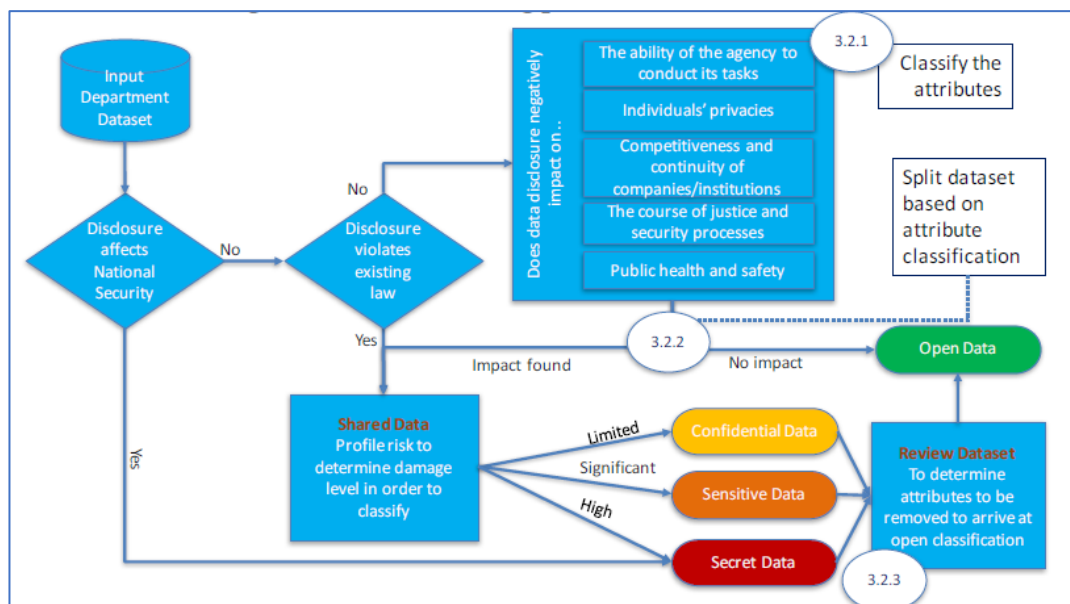 Input
Department
Dataset
Disclosure
affects
National
Security
No
Yes
Disclosure
violates
existing
law
No
Yes
Does data disclosure negatively
impact on..
The ability of the agency to
conduct its tasks
Individuals' privacies
Competitiveness and
continuity of
companies/institutions
The course of justice and
security processes
Public health and safety
3.2.1
Classify the
attributes
Split dataset
based on
attribute
classification
3.2.2
Impact found
No impact
Open Data
Shared Data
Profile risk to
determine damage
level in order to
classify
Limited
Significant
High
Confidential Data
Sensitive Data
Secret Data
Review Dataset
To determine
attributes to be
removed to arrive at
open classification
3.2.3